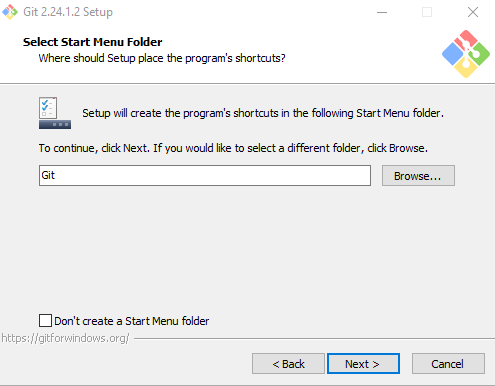 Git 2.24.1.2 Setup
Select Start Menu Folder
Where should Setup place the program's shortcuts?
Setup will create the program's shortcuts in the following Start Menu folder.
To continue, click Next. If you would like to select a different folder, click Browse.
Git
Browse...
Don't create a Start Menu folder
https://gitforwindows.org/
< Back
Next >
Cancel